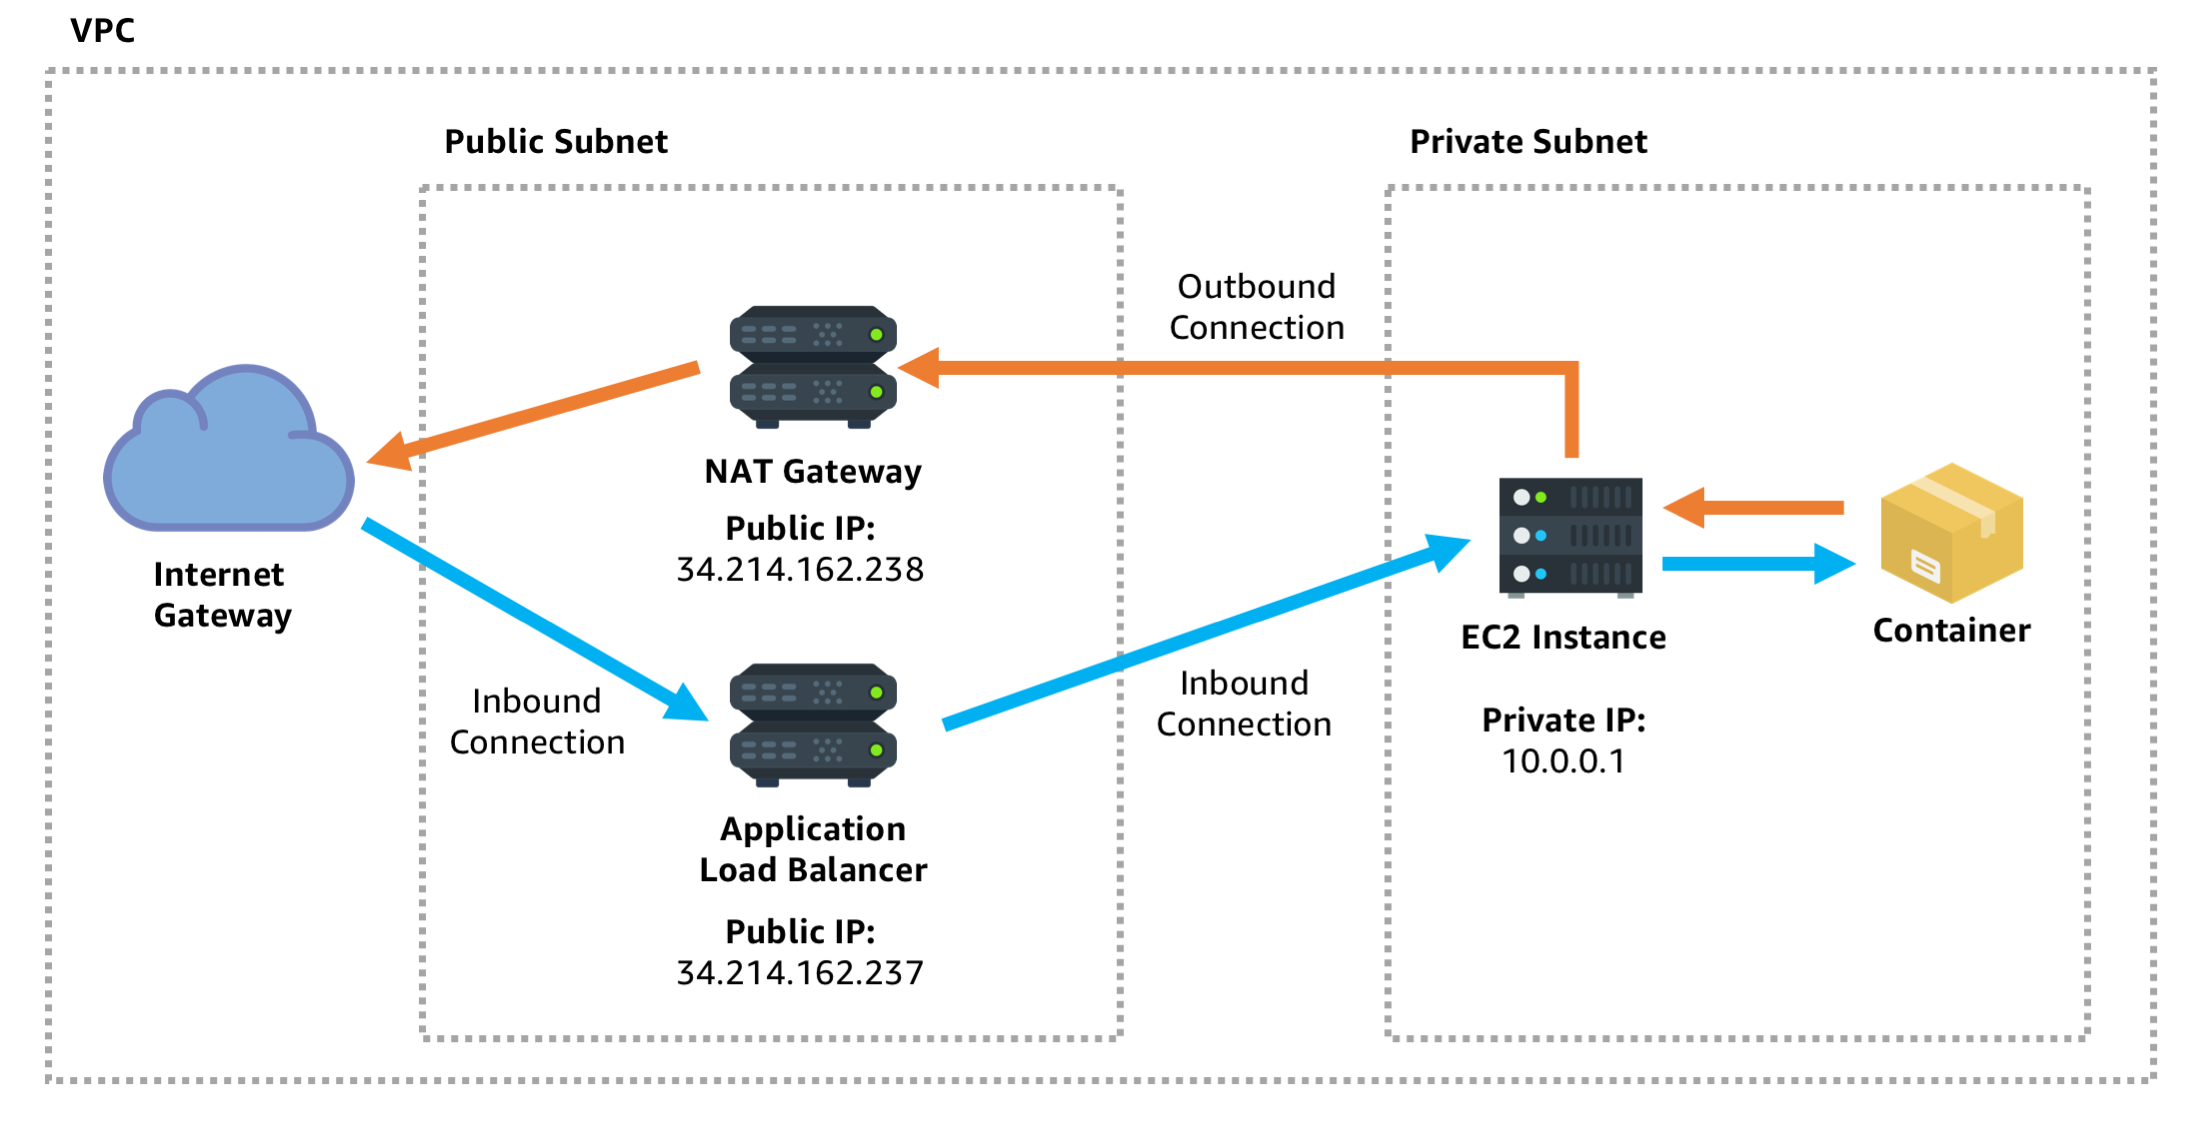 VPC
Public Subnet
Private Subnet
Outbound
Connection
NAT Gateway
Public IP:
34.214.162.238
Internet
Gateway
Inbound
Connection
Application
Load Balancer
Public IP:
34.214.162.237
Inbound
Connection
EC2 Instance
Private IP:
10.0.0.1
Container